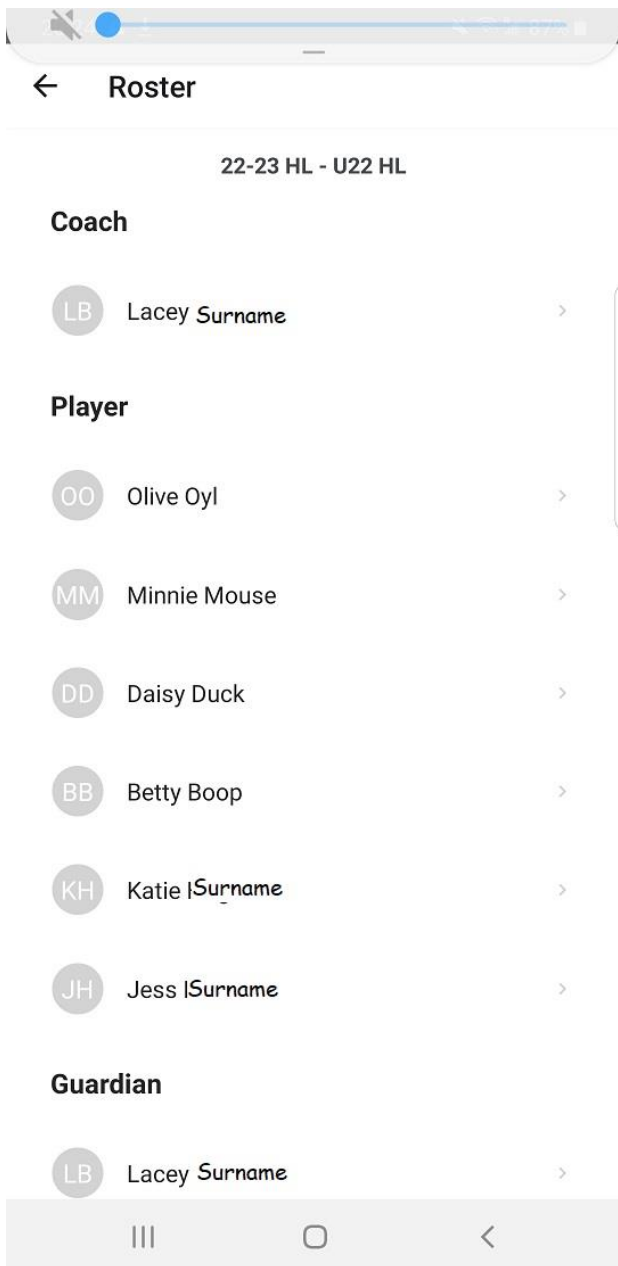 Roster
22-23 HL - U22 HL
Coach
LB Lacey Surname
Player
OO Olive Oyl
MM Minnie Mouse
DD Daisy Duck
BB Betty Boop
KH Katie Surname
JH Jess Surname
Guardian
LB Lacey Surname